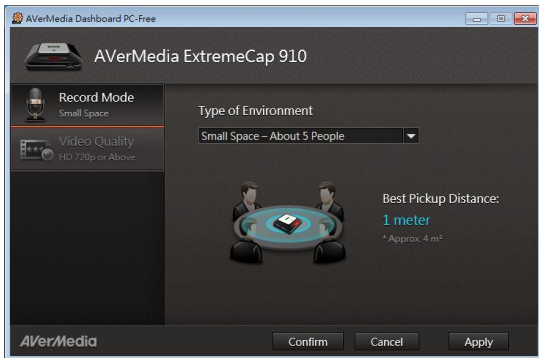 AVerMedia Dashboard PC-Free
AVerMedia ExtremeCap 910
Record Mode
Small Space
Video Quality
HD 720p or Above
Type of Environment
Small Space – About 5 People
Best Pickup Distance:
1 meter
* Approx. 4 m²
AVerMedia
Confirm
Cancel
Apply